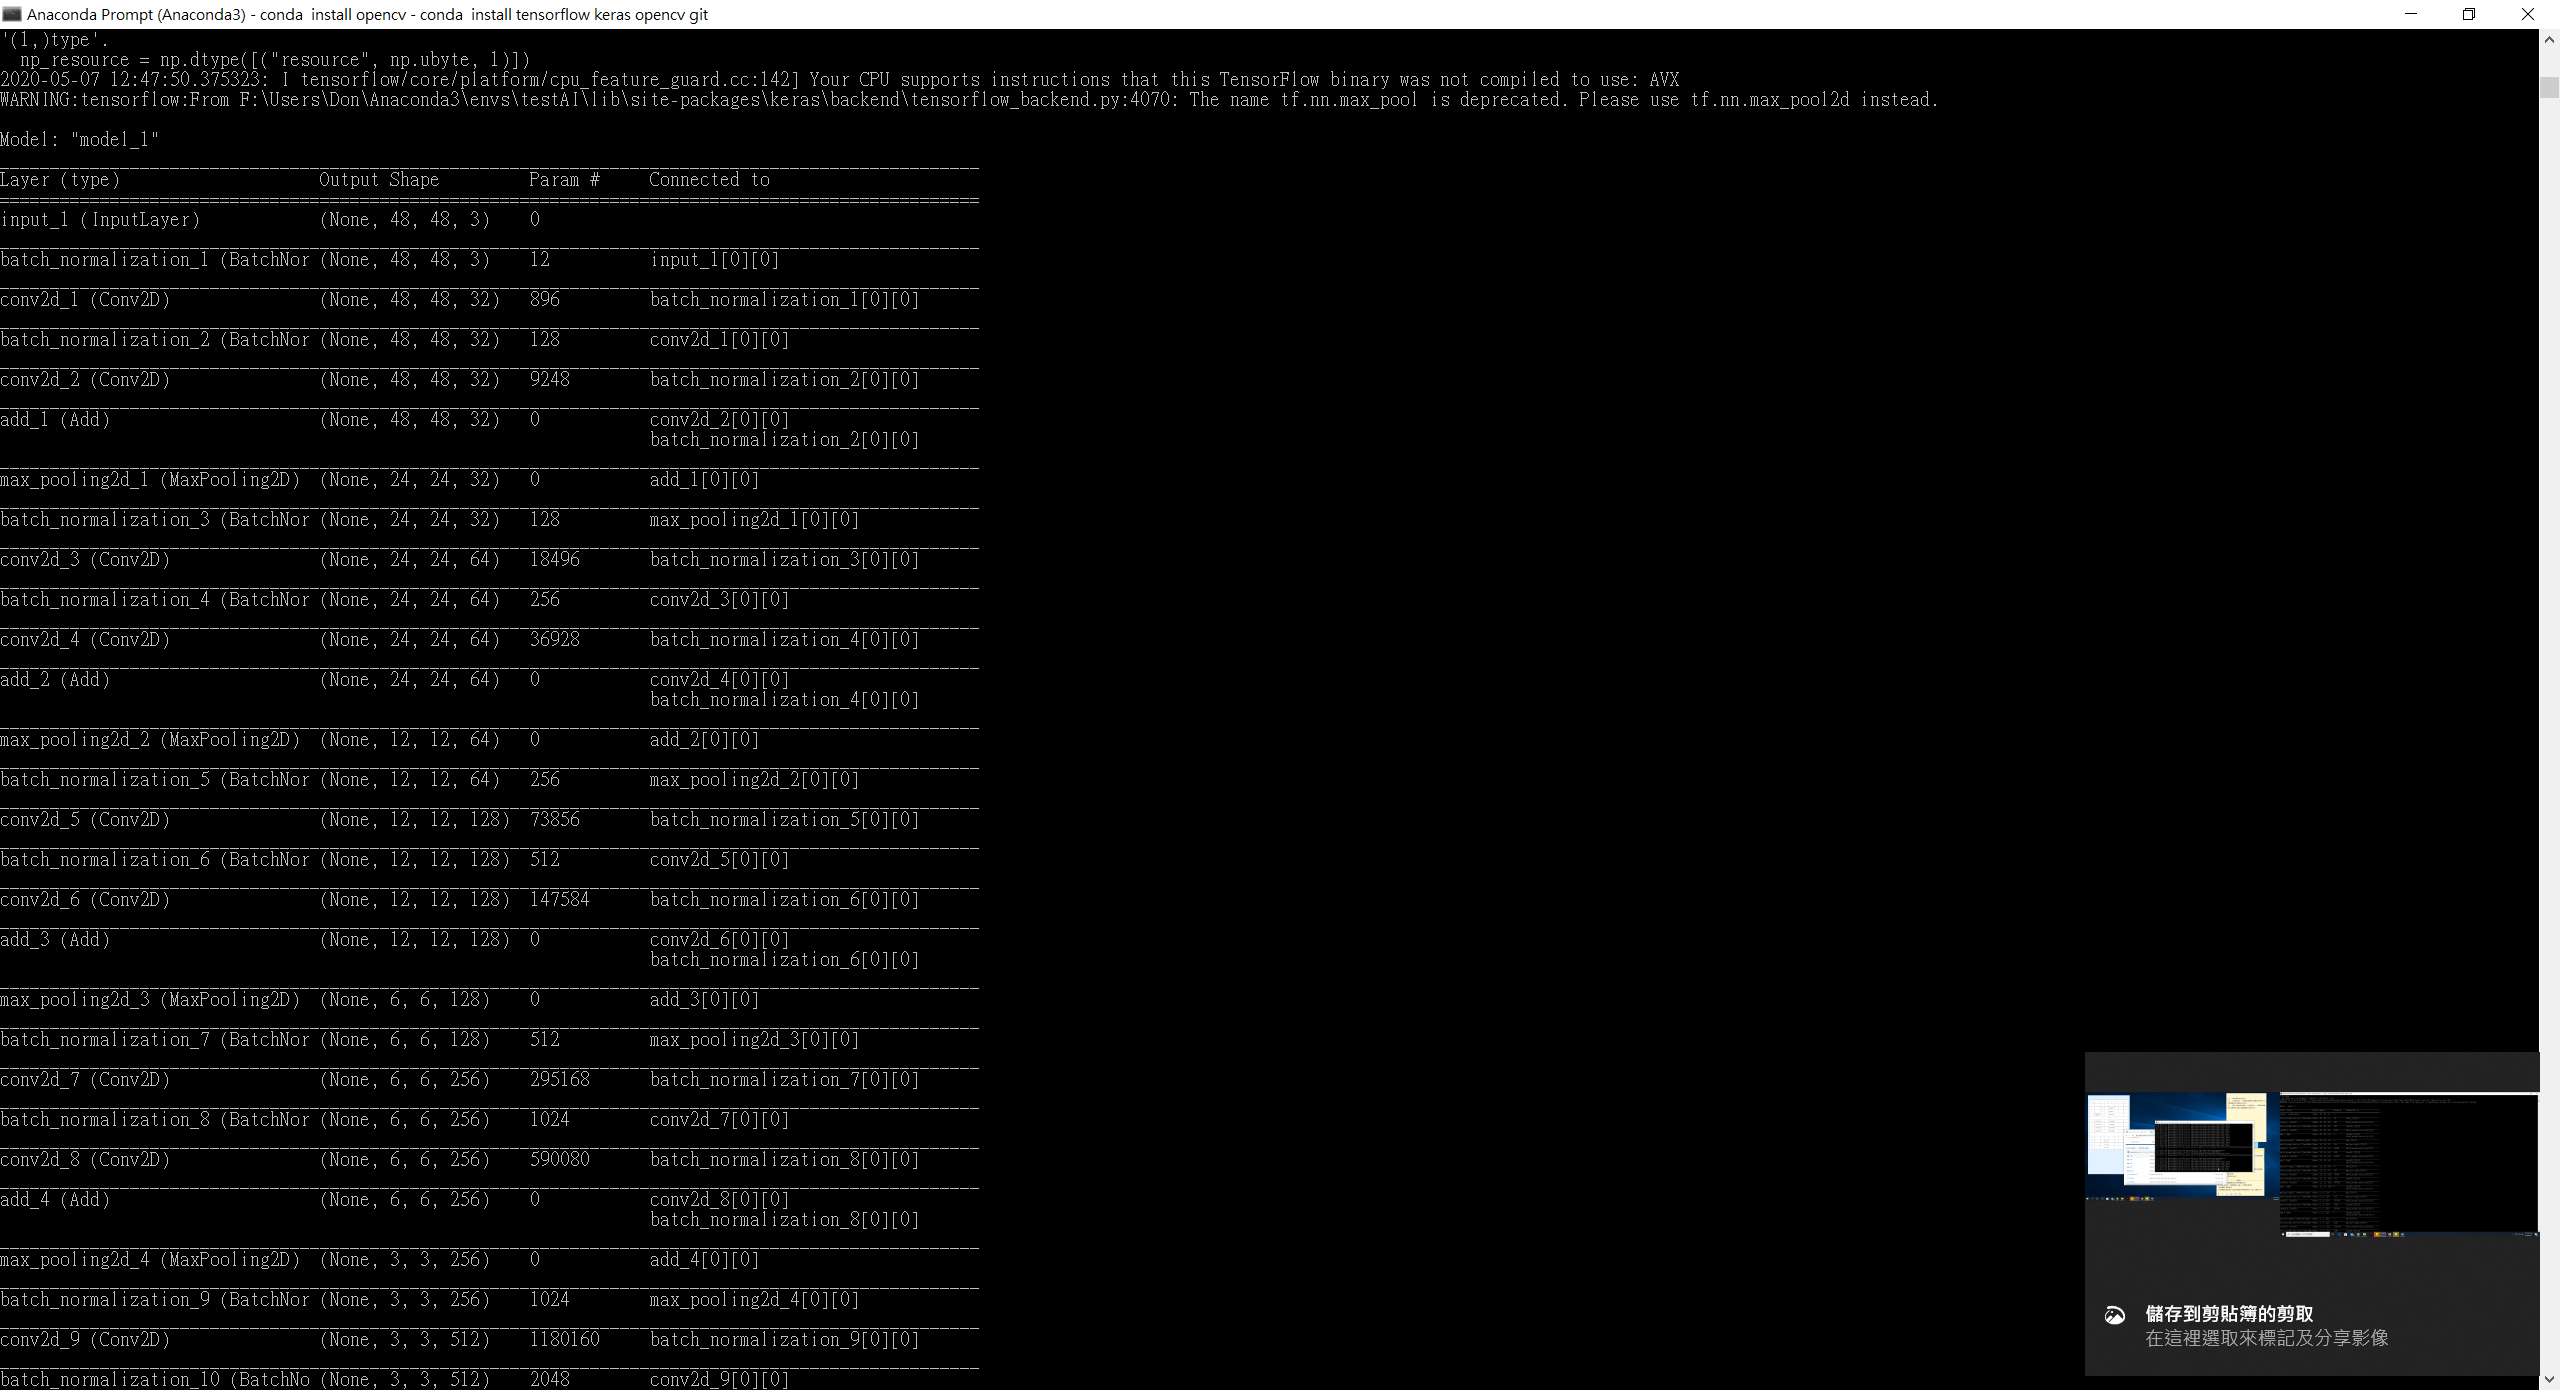 Anaconda Prompt (Anaconda3) - conda  install opencv - conda  install tensorflow keras opencv git
'(1,)type'.
  np_resource = np.dtype([("resource", np.ubyte, 1)])
2020-05-07 12:47:50.375323: I tensorflow/core/platform/cpu_feature_guard.cc:142] Your CPU supports instructions that this TensorFlow binary was not compiled to use: AVX
WARNING:tensorflow:From F:\Users\Don\Anaconda3\envs\testAI\lib\site-packages\keras\backend\tensorflow_backend.py:4070: The name tf.nn.max_pool is deprecated. Please use tf.nn.max_pool2d instead.
Model: "model_1"
Layer (type)                    Output Shape         Param #     Connected to
input_1 (InputLayer)            (None, 48, 48, 3)    0
batch_normalization_1 (BatchNor (None, 48, 48, 3)    12          input_1[0][0]
conv2d_1 (Conv2D)               (None, 48, 48, 32)   896         batch_normalization_1[0][0]
batch_normalization_2 (BatchNor (None, 48, 48, 32)   128         conv2d_1[0][0]
conv2d_2 (Conv2D)               (None, 48, 48, 32)   9248        batch_normalization_2[0][0]
add_1 (Add)                     (None, 48, 48, 32)   0           conv2d_2[0][0]
                                                                 batch_normalization_2[0][0]
max_pooling2d_1 (MaxPooling2D)  (None, 24, 24, 32)   0           add_1[0][0]
batch_normalization_3 (BatchNor (None, 24, 24, 32)   128         max_pooling2d_1[0][0]
conv2d_3 (Conv2D)               (None, 24, 24, 64)   18496       batch_normalization_3[0][0]
batch_normalization_4 (BatchNor (None, 24, 24, 64)   256         conv2d_3[0][0]
conv2d_4 (Conv2D)               (None, 24, 24, 64)   36928       batch_normalization_4[0][0]
add_2 (Add)                     (None, 24, 24, 64)   0           conv2d_4[0][0]
                                                                 batch_normalization_4[0][0]
max_pooling2d_2 (MaxPooling2D)  (None, 12, 12, 64)   0           add_2[0][0]
batch_normalization_5 (BatchNor (None, 12, 12, 64)   256         max_pooling2d_2[0][0]
conv2d_5 (Conv2D)               (None, 12, 12, 128)  73856       batch_normalization_5[0][0]
batch_normalization_6 (BatchNor (None, 12, 12, 128)  512         conv2d_5[0][0]
conv2d_6 (Conv2D)               (None, 12, 12, 128)  147584      batch_normalization_6[0][0]
add_3 (Add)                     (None, 12, 12, 128)  0           conv2d_6[0][0]
                                                                 batch_normalization_6[0][0]
max_pooling2d_3 (MaxPooling2D)  (None, 6, 6, 128)    0           add_3[0][0]
batch_normalization_7 (BatchNor (None, 6, 6, 128)    512         max_pooling2d_3[0][0]
conv2d_7 (Conv2D)               (None, 6, 6, 256)    295168      batch_normalization_7[0][0]
batch_normalization_8 (BatchNor (None, 6, 6, 256)    1024        conv2d_7[0][0]
conv2d_8 (Conv2D)               (None, 6, 6, 256)    590080      batch_normalization_8[0][0]
add_4 (Add)                     (None, 6, 6, 256)    0           conv2d_8[0][0]
                                                                 batch_normalization_8[0][0]
max_pooling2d_4 (MaxPooling2D)  (None, 3, 3, 256)    0           add_4[0][0]
batch_normalization_9 (BatchNor (None, 3, 3, 256)    1024        max_pooling2d_4[0][0]
conv2d_9 (Conv2D)               (None, 3, 3, 512)    1180160     batch_normalization_9[0][0]
batch_normalization_10 (BatchNo (None, 3, 3, 512)    2048        conv2d_9[0][0]
儲存到剪貼簿的剪取
在這裡選取來標記及分享影像